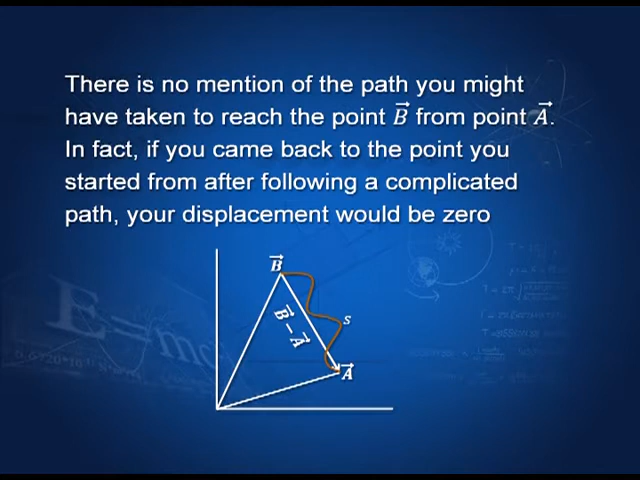 There is no mention of the path you might
have taken to reach the point B⃗ from point A⃗.
In fact, if you came back to the point you
started from after following a complicated
path, your displacement would be zero
B⃗
B⃗ − A⃗
s
A⃗
E=mc